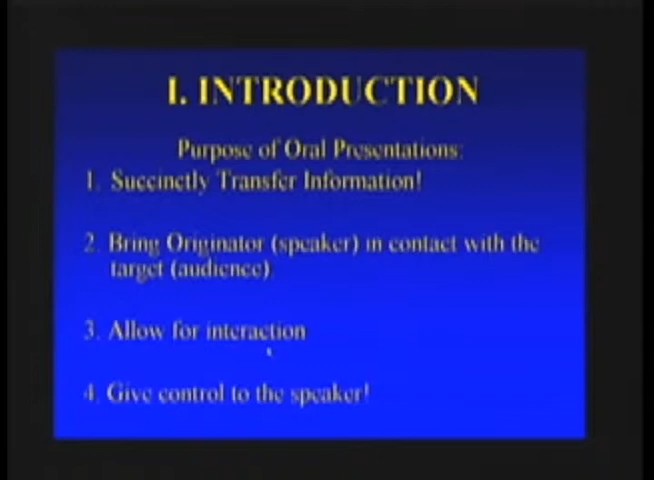 I. INTRODUCTION
Purpose of Oral Presentations:
1. Succinctly Transfer Information!
2. Bring Originator (speaker) in contact with the
target (audience)
3. Allow for interaction
4. Give control to the speaker!